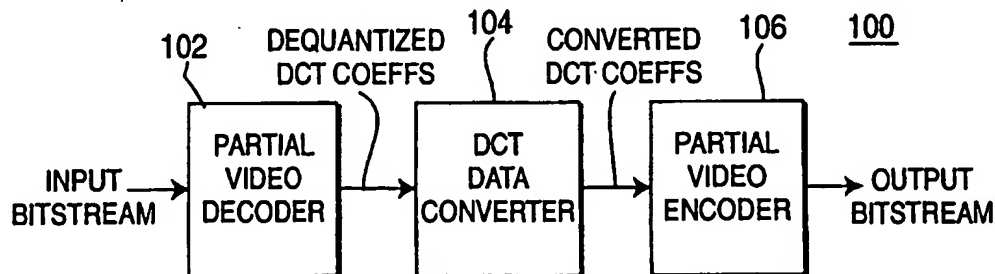 102
DEQUANTIZED
DCT COEFFS
104
CONVERTED
DCT COEFFS
106
100
INPUT
BITSTREAM
PARTIAL
VIDEO
DECODER
DCT
DATA
CONVERTER
PARTIAL
VIDEO
ENCODER
OUTPUT
BITSTREAM